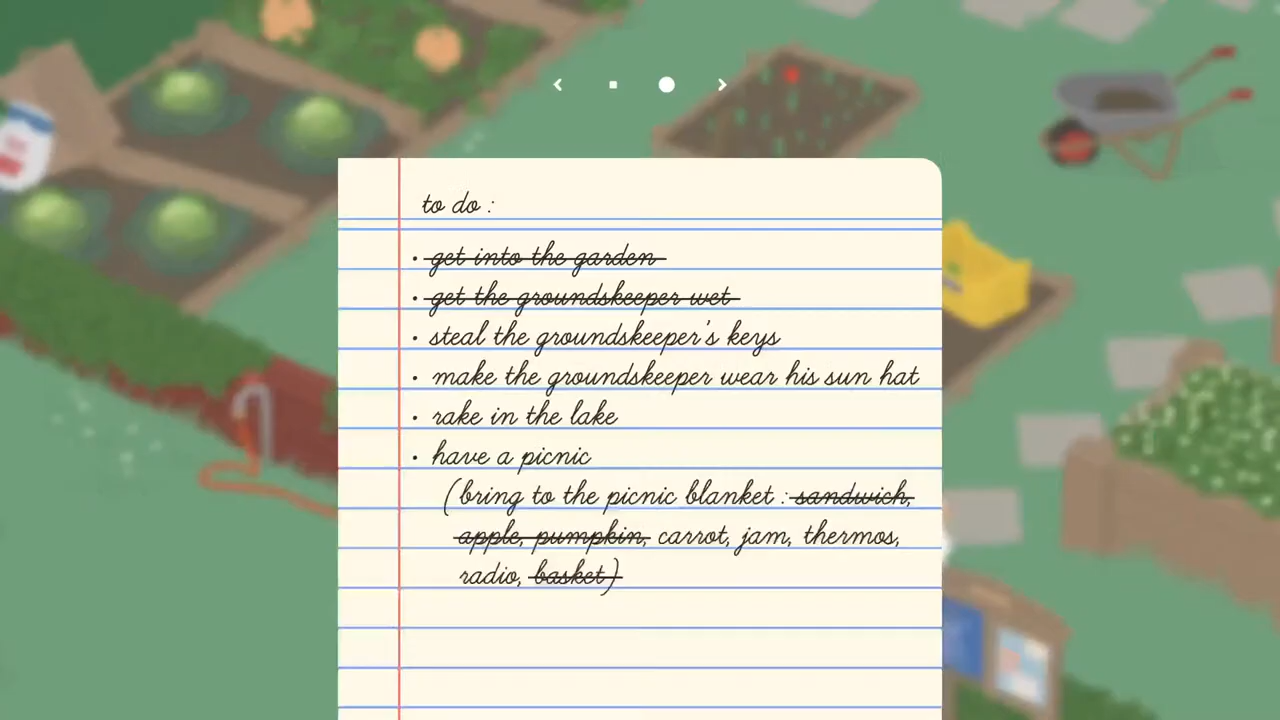 to do :
• get into the garden
• get the groundskeeper wet
• steal the groundskeeper's keys
• make the groundskeeper wear his sun hat
• rake in the lake
• have a picnic
(bring to the picnic blanket : sandwich,
apple, pumpkin, carrot, jam, thermos,
radio, basket)